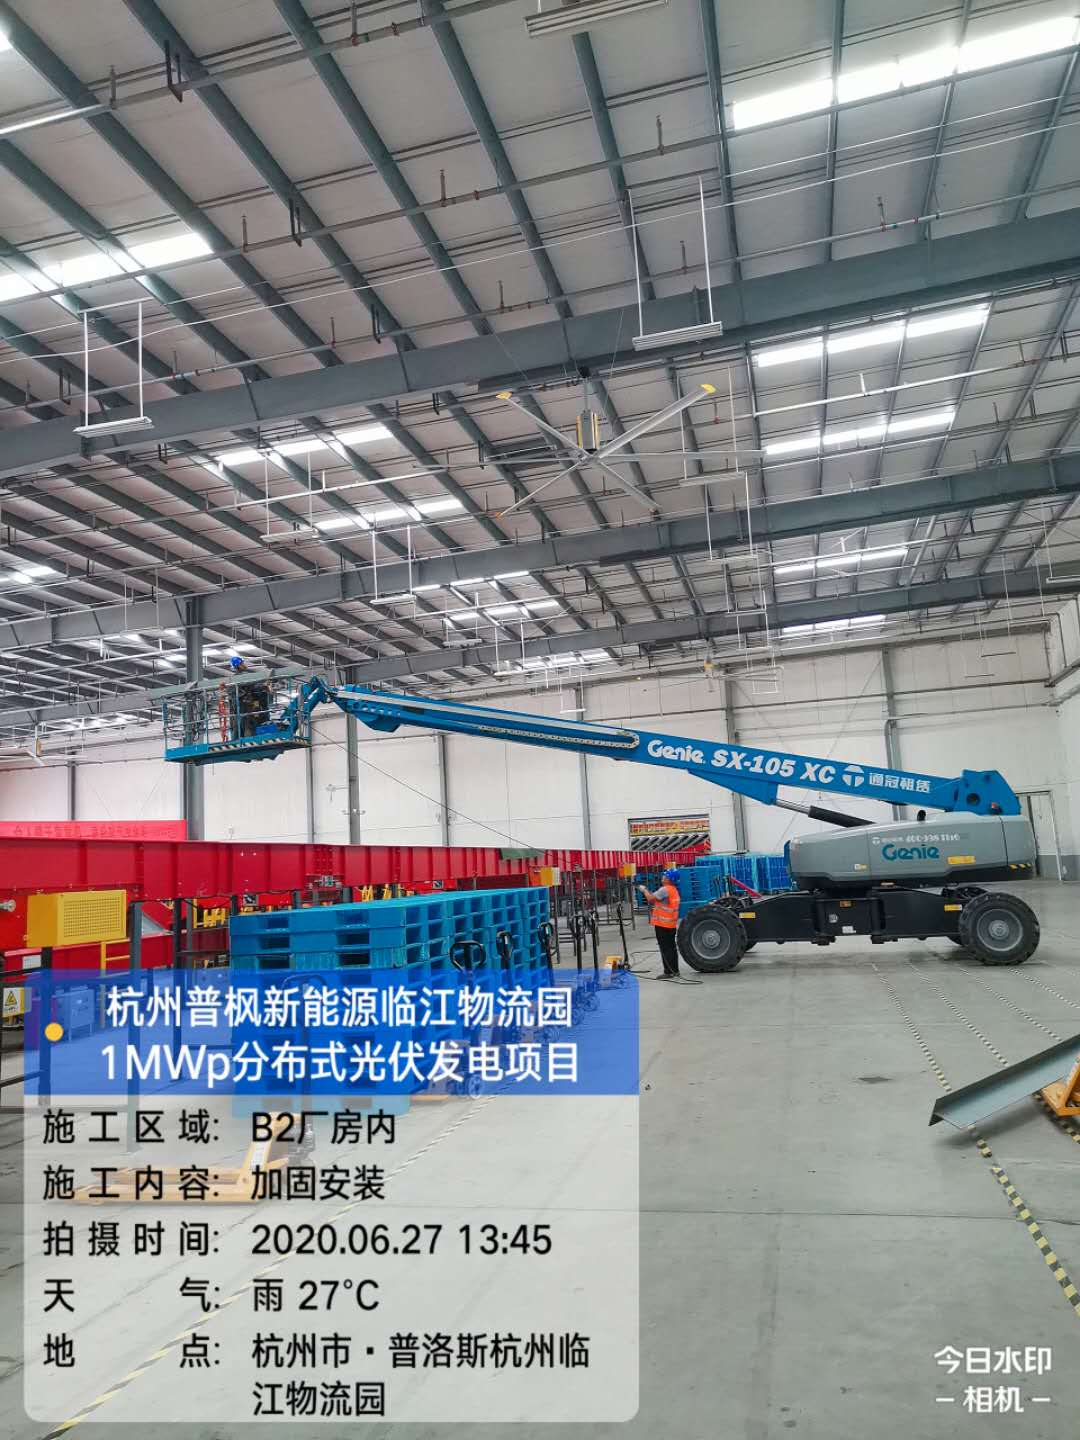 Genie SX-105 XC 通冠租赁
Genie
杭州普枫新能源临江物流园
1MWp分布式光伏发电项目
施工区域: B2厂房内
施工内容: 加固安装
拍摄时间: 2020.06.27 13:45
天气: 雨 27°C
地点: 杭州市·普洛斯杭州临
江物流园
今日水印
-相机-